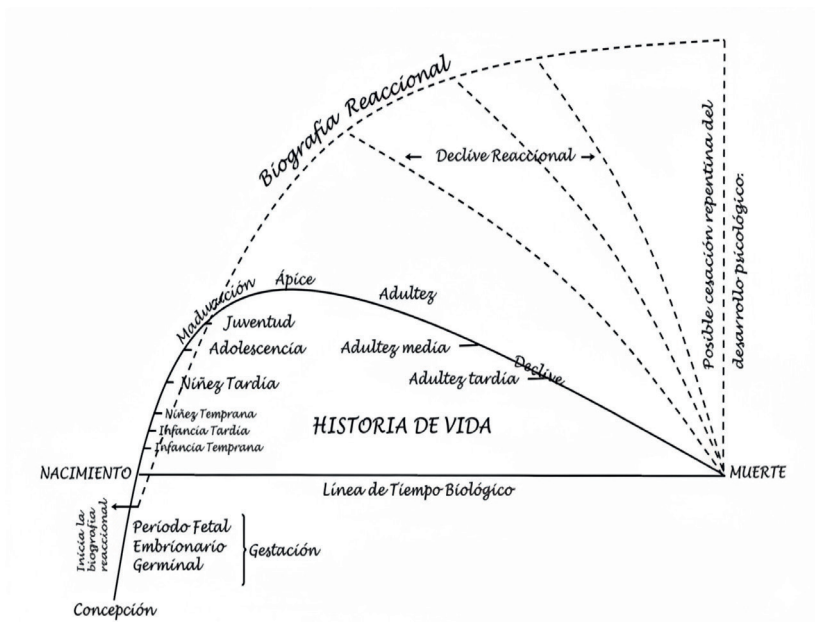 Biografía Reaccional
← Declive Reaccional →
Posible cesación repentina del
desarrollo psicológico.
Maduración
Ápice
Adultez
Juventud
Adolescencia
Adultez media
Declive
Niñez Tardía
Adultez tardía
Niñez Temprana
Infancia Tardía
Infancia Temprana
HISTORIA DE VIDA
NACIMIENTO
MUERTE
Línea de Tiempo Biológico
Inicia la
biografía
reaccional
Período Fetal
Embrionario
Germinal
Gestación
Concepción